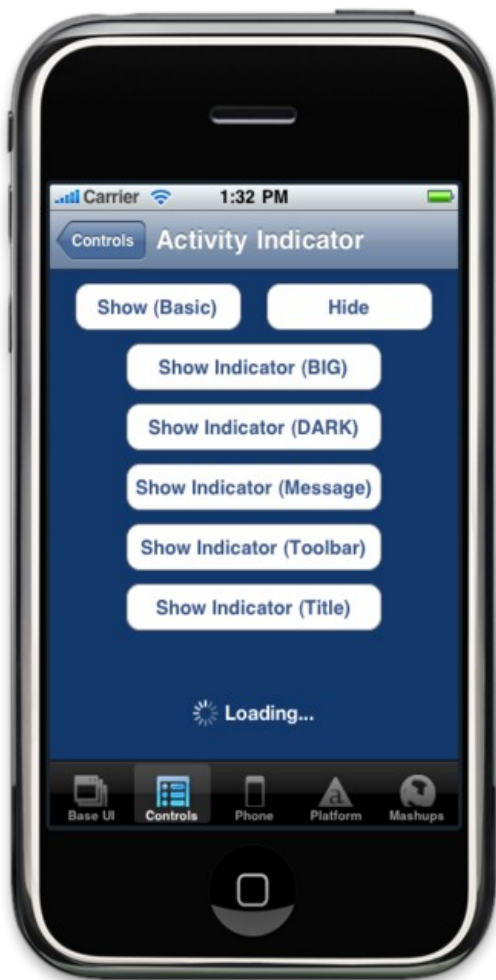 Carrier 1:32 PM
Controls Activity Indicator
Show (Basic) Hide
Show Indicator (BIG)
Show Indicator (DARK)
Show Indicator (Message)
Show Indicator (Toolbar)
Show Indicator (Title)
Loading...
Base UI Controls Phone Platform Mashups